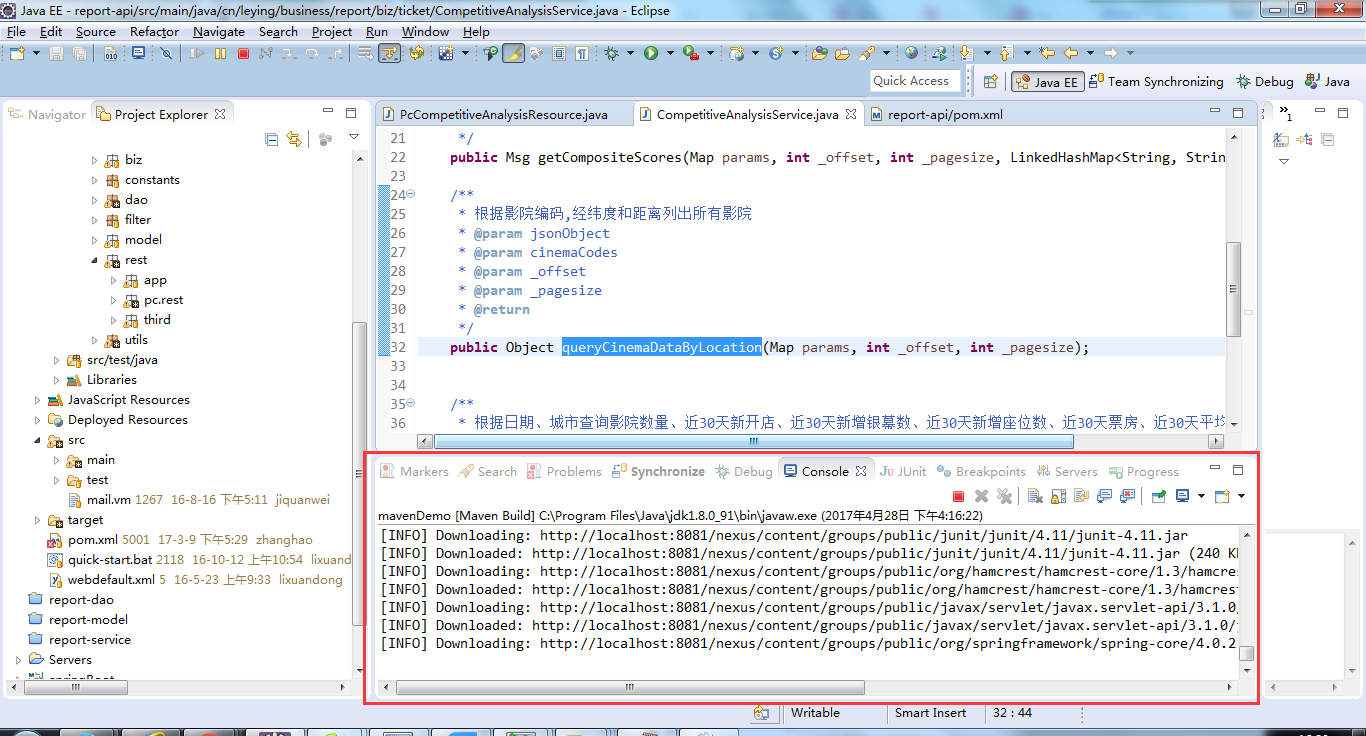 Java EE - report-api/src/main/java/cn/leying/business/report/biz/ticket/CompetitiveAnalysisService.java - Eclipse
File Edit Source Refactor Navigate Search Project Run Window Help
Quick Access
Java EE
Team Synchronizing
Debug
Java
Navigator
Project Explorer
biz
constants
dao
filter
model
rest
app
pc.rest
third
utils
src/test/java
Libraries
JavaScript Resources
Deployed Resources
src
main
test
mail.vm 1267 16-8-16 下午5:11 jiquanwei
target
pom.xml 5001 17-3-9 下午5:29 zhanghao
quick-start.bat 2118 16-10-12 上午10:54 lixuand
webdefault.xml 5 16-5-23 上午9:33 lixuandong
report-dao
report-model
report-service
Servers
PcCompetitiveAnalysisResource.java
CompetitiveAnalysisService.java
report-api/pom.xml
21 */
22 public Msg getCompositeScores(Map params, int _offset, int _pagesize, LinkedHashMap<String, Strin
23
24 /**
25 * 根据影院编码,经纬度和距离列出所有影院
26 * @param jsonObject
27 * @param cinemaCodes
28 * @param _offset
29 * @param _pagesize
30 * @return
31 */
32 public Object queryCinemaDataByLocation(Map params, int _offset, int _pagesize);
33
34
35 /**
36 * 根据日期、城市查询影院数量、近30天新开店、近30天新增银幕数、近30天新增座位数、近30天票房、近30天平均
1
Markers Search Problems Synchronize Debug Console JUnit Breakpoints Servers Progress
mavenDemo [Maven Build] C:\Program Files\Java\jdk1.8.0_91\bin\javaw.exe (2017年4月28日 下午4:16:22)
[INFO] Downloading: http://localhost:8081/nexus/content/groups/public/junit/junit/4.11/junit-4.11.jar
[INFO] Downloaded: http://localhost:8081/nexus/content/groups/public/junit/junit/4.11/junit-4.11.jar (240 K
[INFO] Downloading: http://localhost:8081/nexus/content/groups/public/org/hamcrest/hamcrest-core/1.3/hamcres
[INFO] Downloaded: http://localhost:8081/nexus/content/groups/public/org/hamcrest/hamcrest-core/1.3/hamcrest
[INFO] Downloading: http://localhost:8081/nexus/content/groups/public/javax/servlet/javax.servlet-api/3.1.0/
[INFO] Downloaded: http://localhost:8081/nexus/content/groups/public/javax/servlet/javax.servlet-api/3.1.0/
[INFO] Downloading: http://localhost:8081/nexus/content/groups/public/org/springframework/spring-core/4.0.2
Writable
Smart Insert
32 : 44